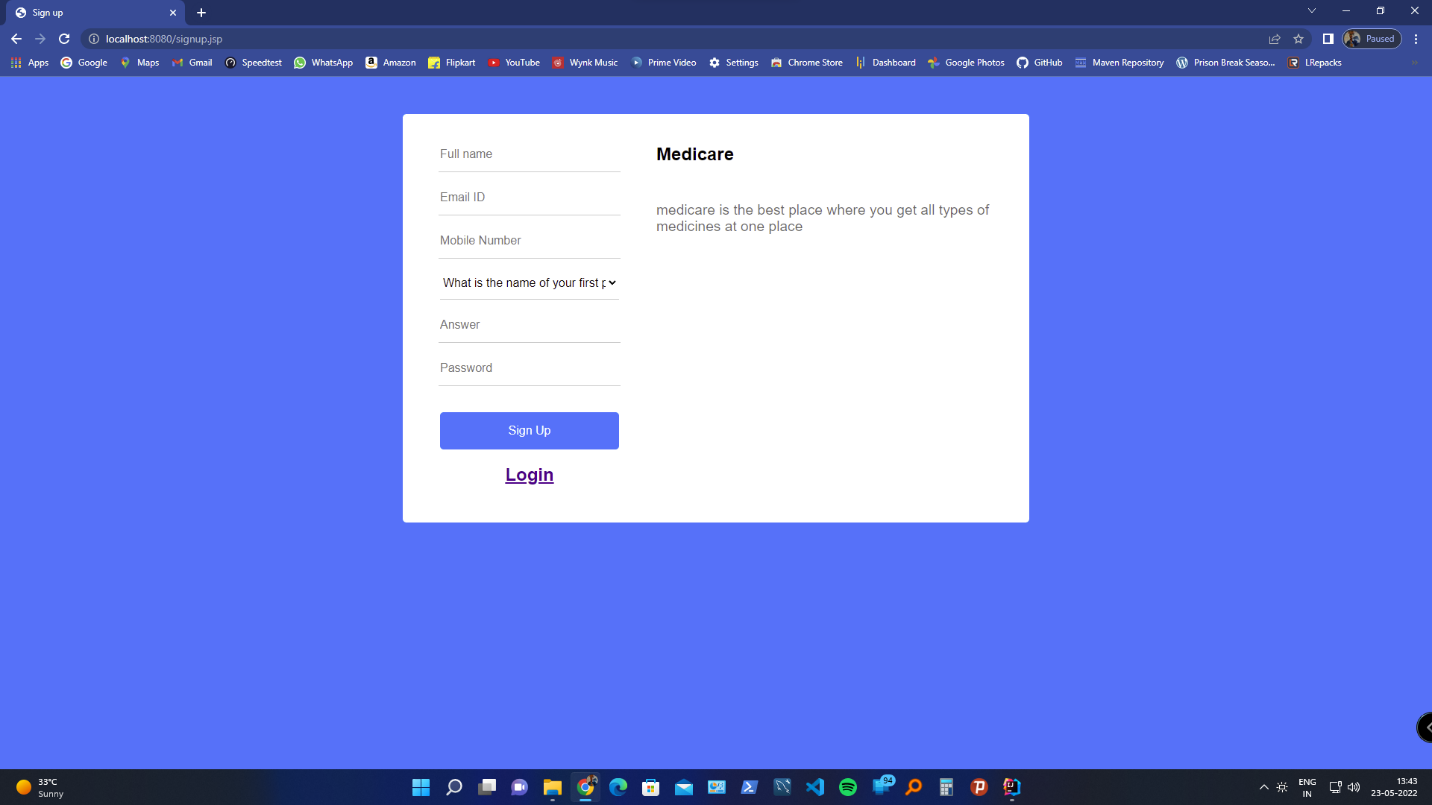 Sign up
localhost:8080/signup.jsp
Paused
Apps
Google
Maps
Gmail
Speedtest
WhatsApp
Amazon
Flipkart
YouTube
Wynk Music
Prime Video
Settings
Chrome Store
Dashboard
Google Photos
GitHub
Maven Repository
Prison Break Seaso...
LRepacks
Full name
Email ID
Mobile Number
What is the name of your first p
Answer
Password
Sign Up
Login
Medicare
medicare is the best place where you get all types of
medicines at one place
33°C
Sunny
94
ENG
IN
13:43
23-05-2022